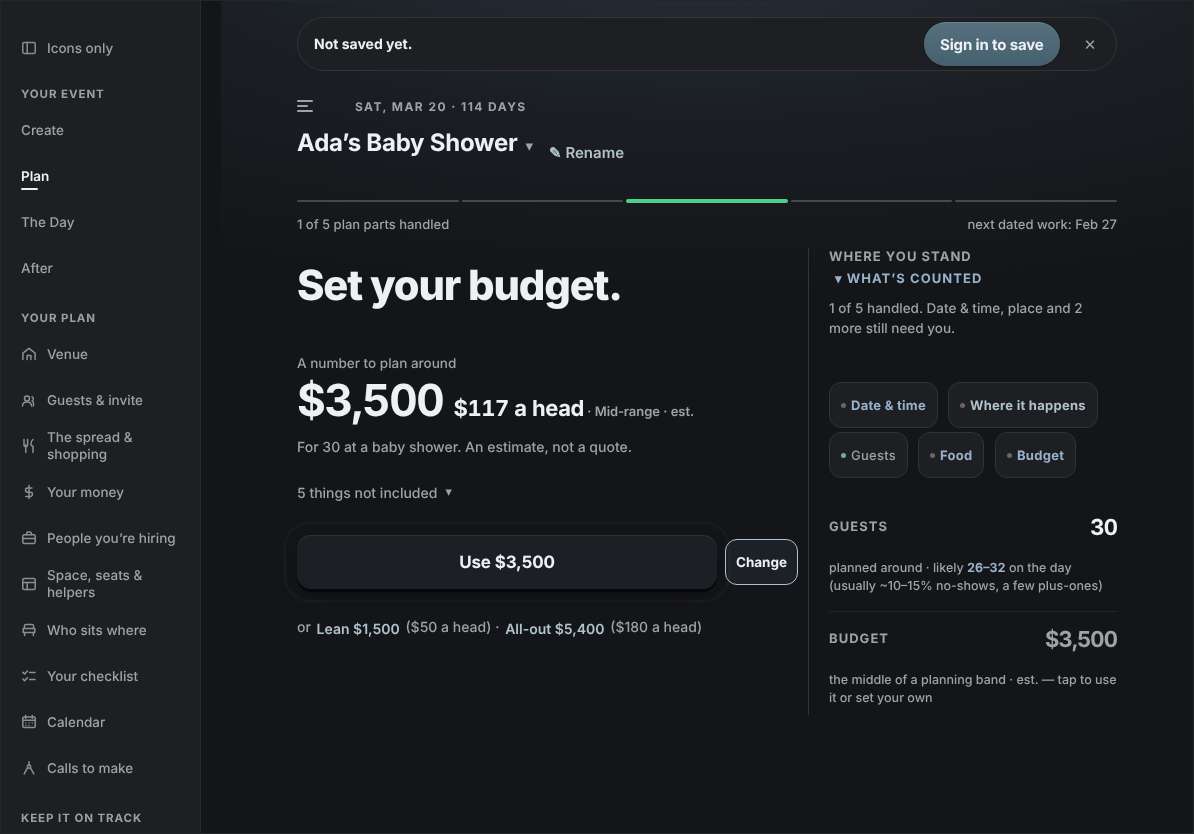 Icons only
YOUR EVENT
Create
Plan
The Day
After
YOUR PLAN
Venue
Guests & invite
The spread &
shopping
Your money
People you’re hiring
Space, seats &
helpers
Who sits where
Your checklist
Calendar
Calls to make
KEEP IT ON TRACK
Not saved yet.
Sign in to save ×
SAT, MAR 20 · 114 DAYS
Ada’s Baby Shower ▾ ✎ Rename
1 of 5 plan parts handled
next dated work: Feb 27
Set your budget.
A number to plan around
$3,500 $117 a head · Mid-range · est.
For 30 at a baby shower. An estimate, not a quote.
5 things not included ▾
Use $3,500
Change
or Lean $1,500 ($50 a head) · All-out $5,400 ($180 a head)
WHERE YOU STAND
▾ WHAT’S COUNTED
1 of 5 handled. Date & time, place and 2
more still need you.
Date & time
Where it happens
Guests
Food
Budget
GUESTS 30
planned around · likely 26–32 on the day
(usually ~10–15% no-shows, a few plus-ones)
BUDGET $3,500
the middle of a planning band · est. — tap to use
it or set your own